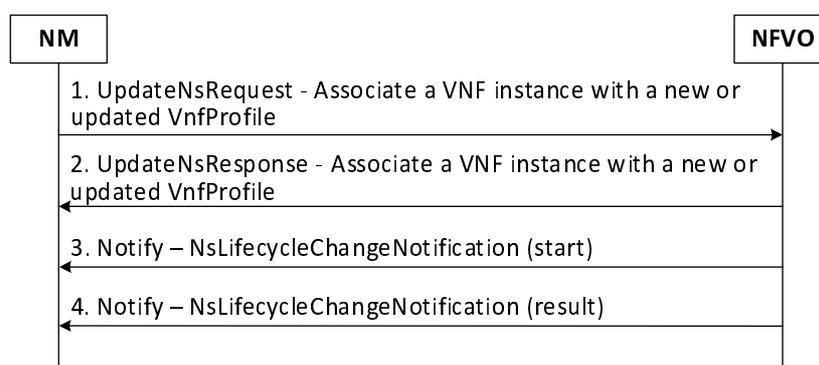 NM
NFVO
1. UpdateNsRequest - Associate a VNF instance with a new or
updated VnfProfile
2. UpdateNsResponse - Associate a VNF instance with a new or
updated VnfProfile
3. Notify – NsLifecycleChangeNotification (start)
4. Notify – NsLifecycleChangeNotification (result)